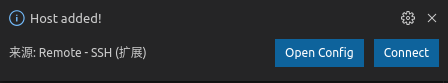 Host added!
来源: Remote - SSH (扩展)
Open Config
Connect